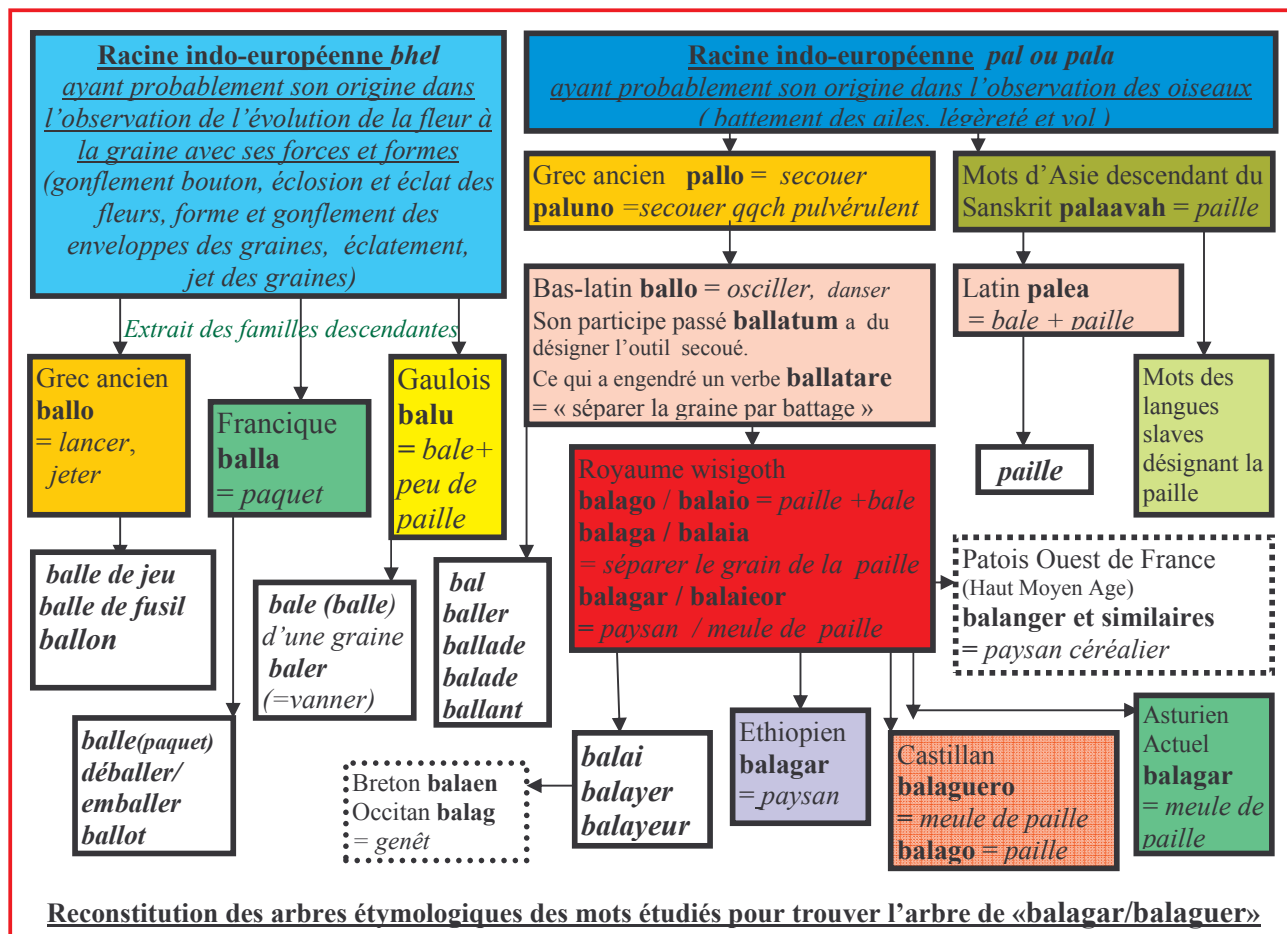 Racine indo-européenne bhel
ayant probablement son origine dans
l'observation de l'évolution de la fleur à
la graine avec ses forces et formes
(gonflement bouton, éclosion et éclat des
fleurs, forme et gonflement des
enveloppes des graines, éclatement,
jet des graines)
Racine indo-européenne pal ou pala
ayant probablement son origine dans l'observation des oiseaux
( battement des ailes, légèreté et vol )
Grec ancien pallo = secouer
paluno =secouer qqch pulvérulent
Mots d'Asie descendant du
Sanskrit palaavah = paille
Bas-latin ballo = osciller, danser
Son participe passé ballatum a du
désigner l'outil secoué.
Ce qui a engendré un verbe ballatare
= « séparer la graine par battage »
Latin palea
= bale + paille
Extrait des familles descendantes
Grec ancien
ballo
= lancer,
jeter
Francique
balla
= paquet
Gaulois
balu
= bale+
peu de
paille
Mots des
langues
slaves
désignant la
paille
paille
Royaume wisigoth
balago / balaio = paille +bale
balaga / balaia
= séparer le grain de la paille
balagar / balaieor
= paysan / meule de paille
Patois Ouest de France
(Haut Moyen Age)
balanger et similaires
= paysan céréalier
balle de jeu
balle de fusil
ballon
bale (balle)
d'une graine
baler
(=vanner)
bal
baller
ballade
balade
ballant
balle(paquet)
déballer/
emballer
ballot
Breton balaen
Occitan balag
= genêt
balai
balayer
balayeur
Ethiopien
balagar
= paysan
Castillan
balaguero
= meule de paille
balago = paille
Asturien
Actuel
balagar
= meule de
paille
Reconstitution des arbres étymologiques des mots étudiés pour trouver l'arbre de «balagar/balaguer»